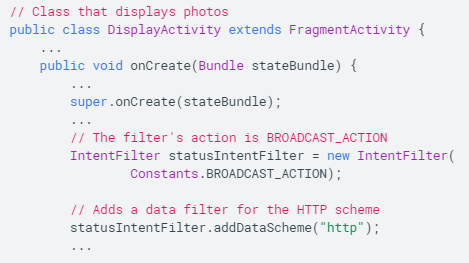 // Class that displays photos
public class DisplayActivity extends FragmentActivity {
    ...
    public void onCreate(Bundle stateBundle) {
        ...
        super.onCreate(stateBundle);
        ...
        // The filter's action is BROADCAST_ACTION
        IntentFilter statusIntentFilter = new IntentFilter(
                Constants.BROADCAST_ACTION);

        // Adds a data filter for the HTTP scheme
        statusIntentFilter.addDataScheme("http");
        ...